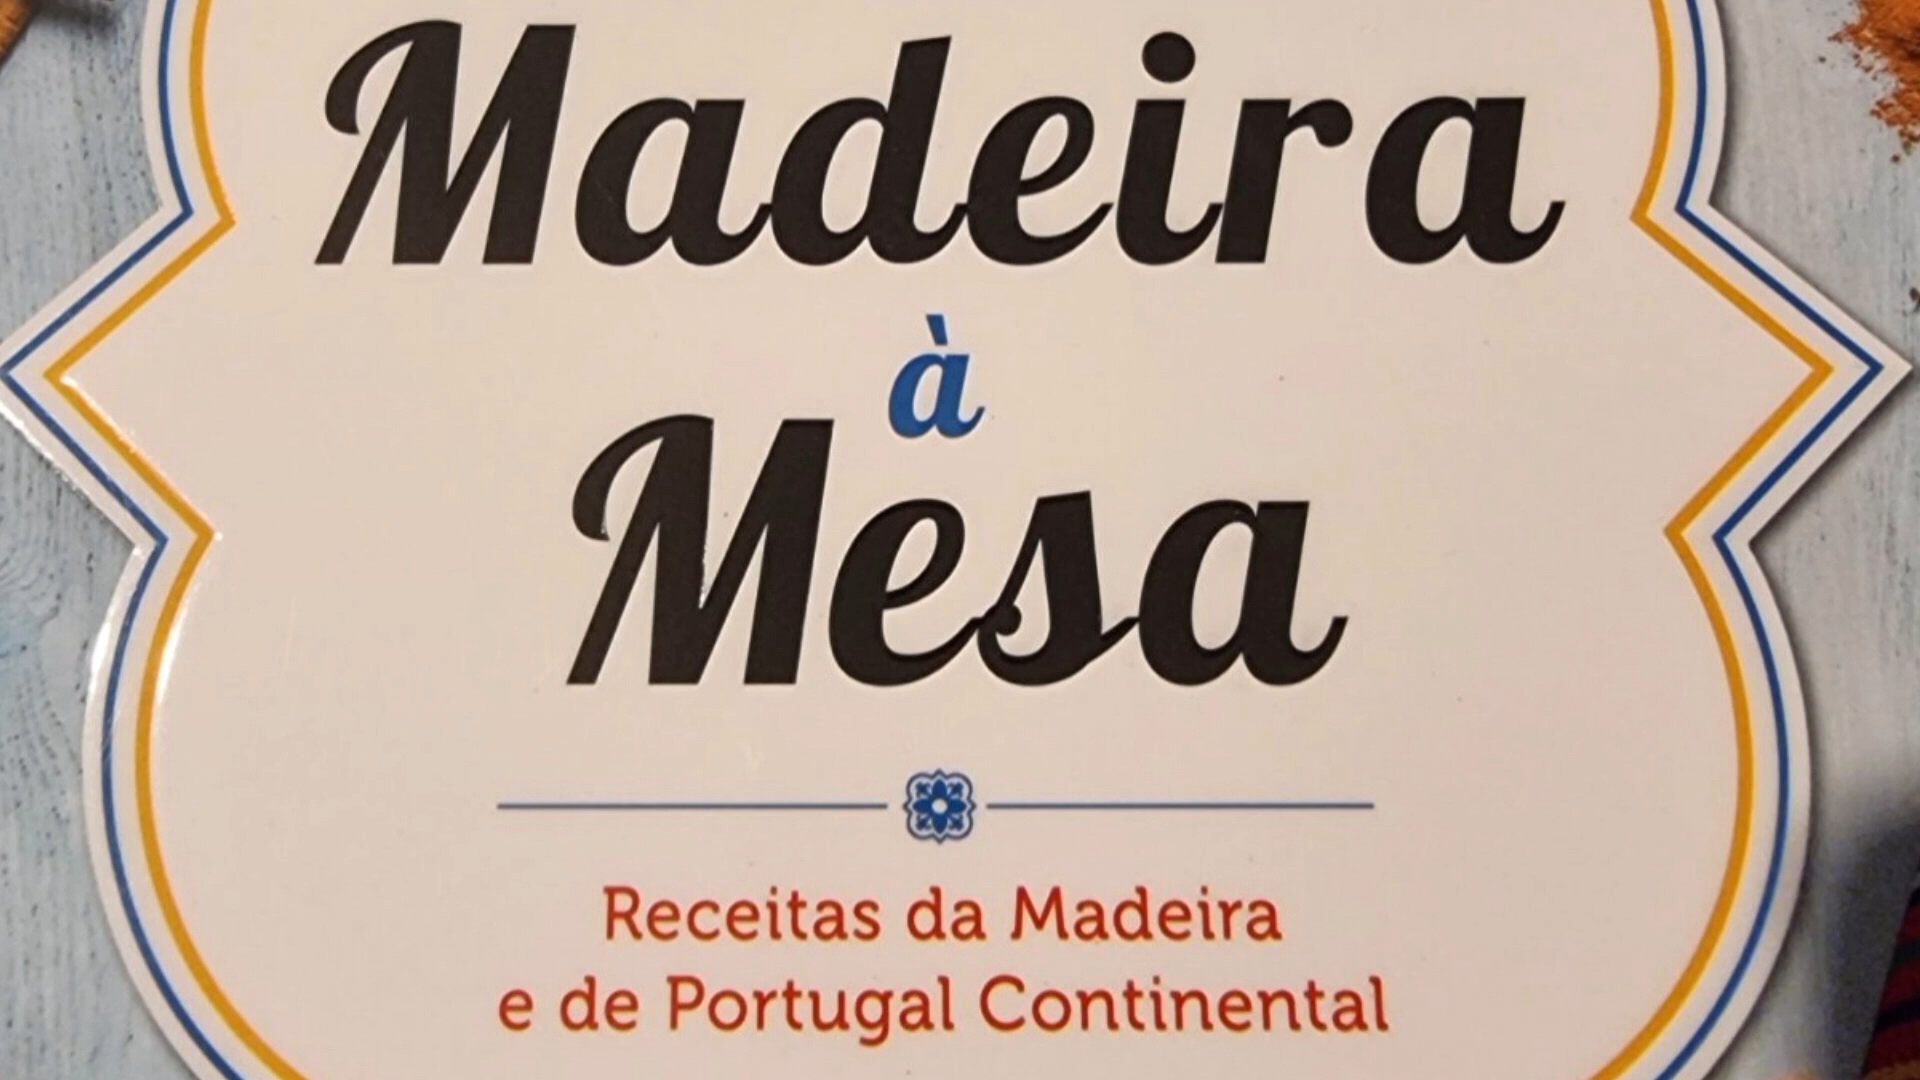 Madeira
à
Mesa
Receitas da Madeira
e de Portugal Continental